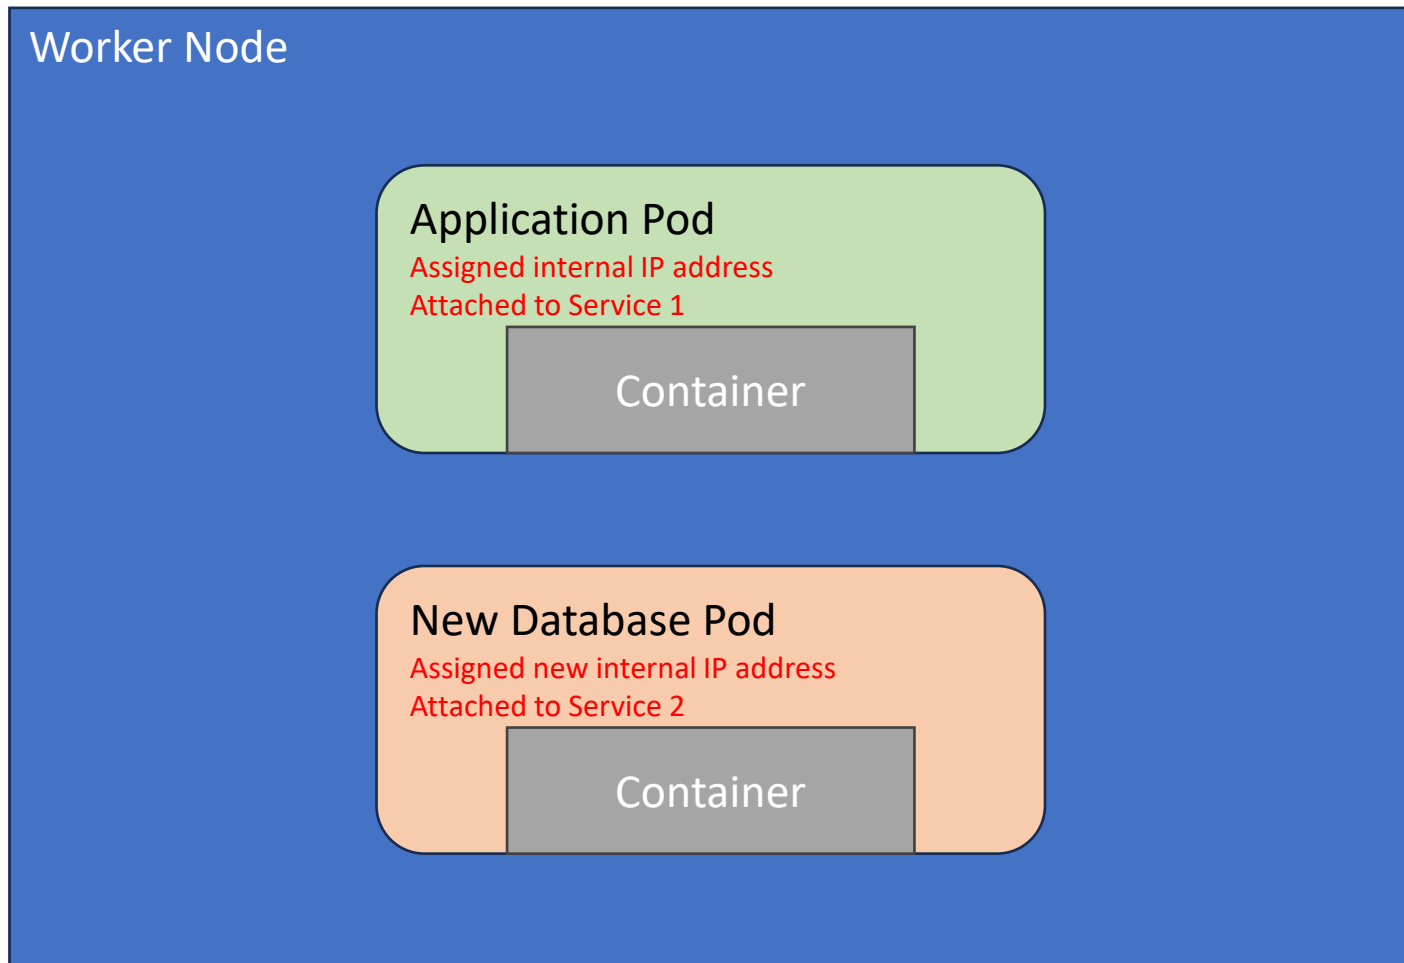 Worker Node
Application Pod
Assigned internal IP address
Attached to Service 1
Container
New Database Pod
Assigned new internal IP address
Attached to Service 2
Container